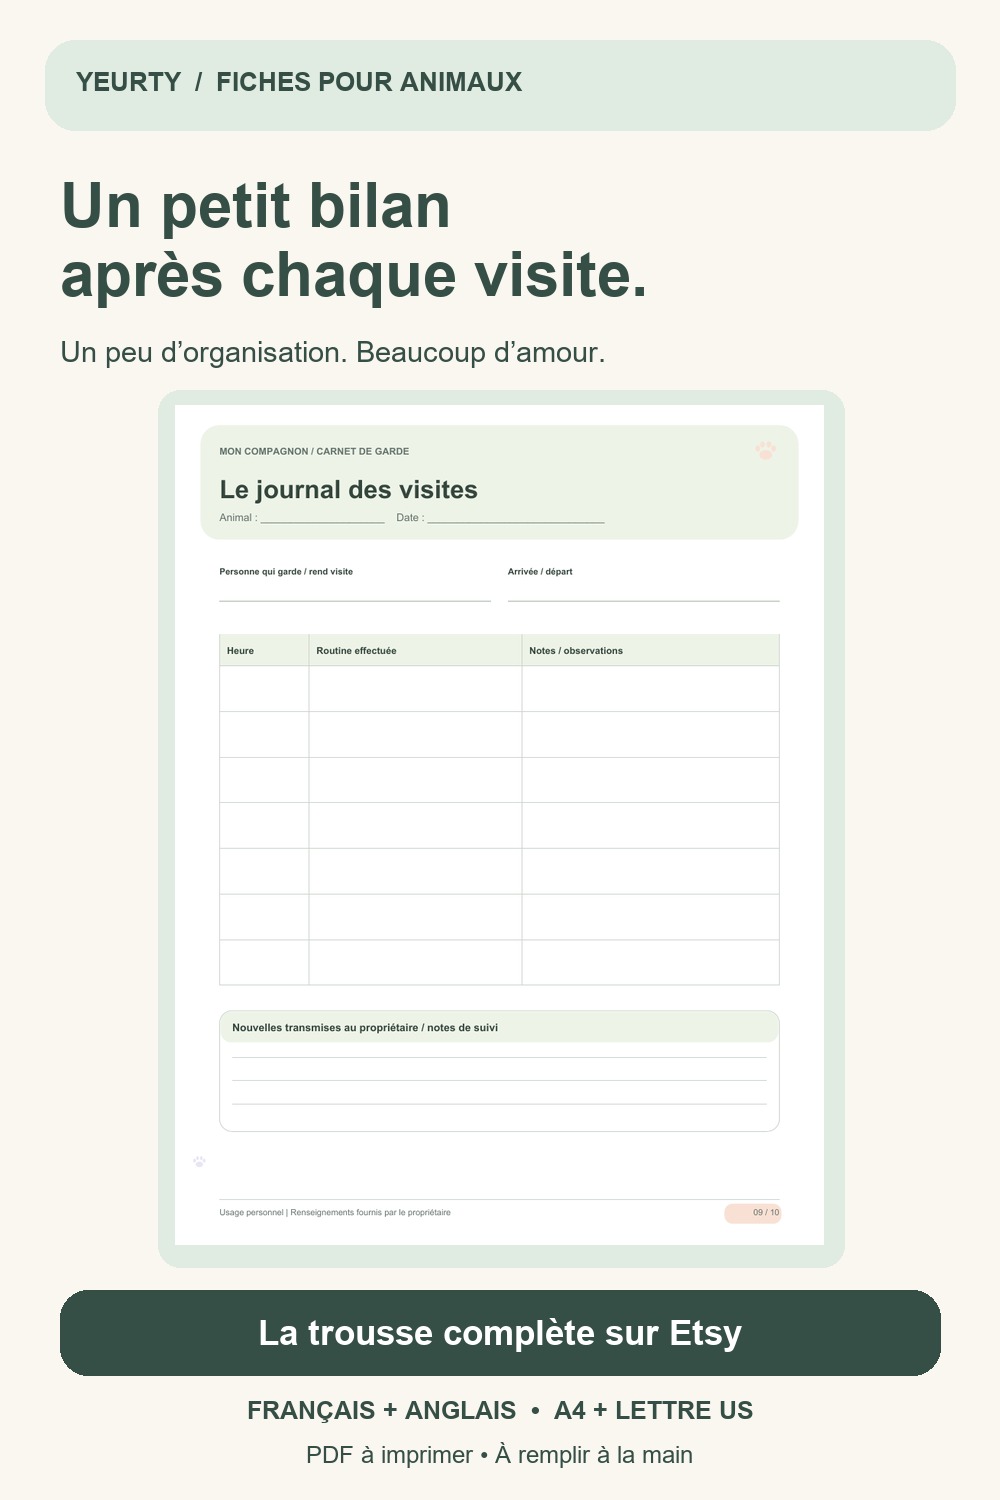 YEURTY / FICHES POUR ANIMAUX
Un petit bilan
après chaque visite.
Un peu d’organisation. Beaucoup d’amour.
MON COMPAGNON / CARNET DE GARDE
Le journal des visites
Animal : ____________________ Date : ____________________________
Personne qui garde / rend visite Arrivée / départ
Heure Routine effectuée Notes / observations
Nouvelles transmises au propriétaire / notes de suivi
Usage personnel | Renseignements fournis par le propriétaire 09 / 10
La trousse complète sur Etsy
FRANÇAIS + ANGLAIS • A4 + LETTRE US
PDF à imprimer • À remplir à la main